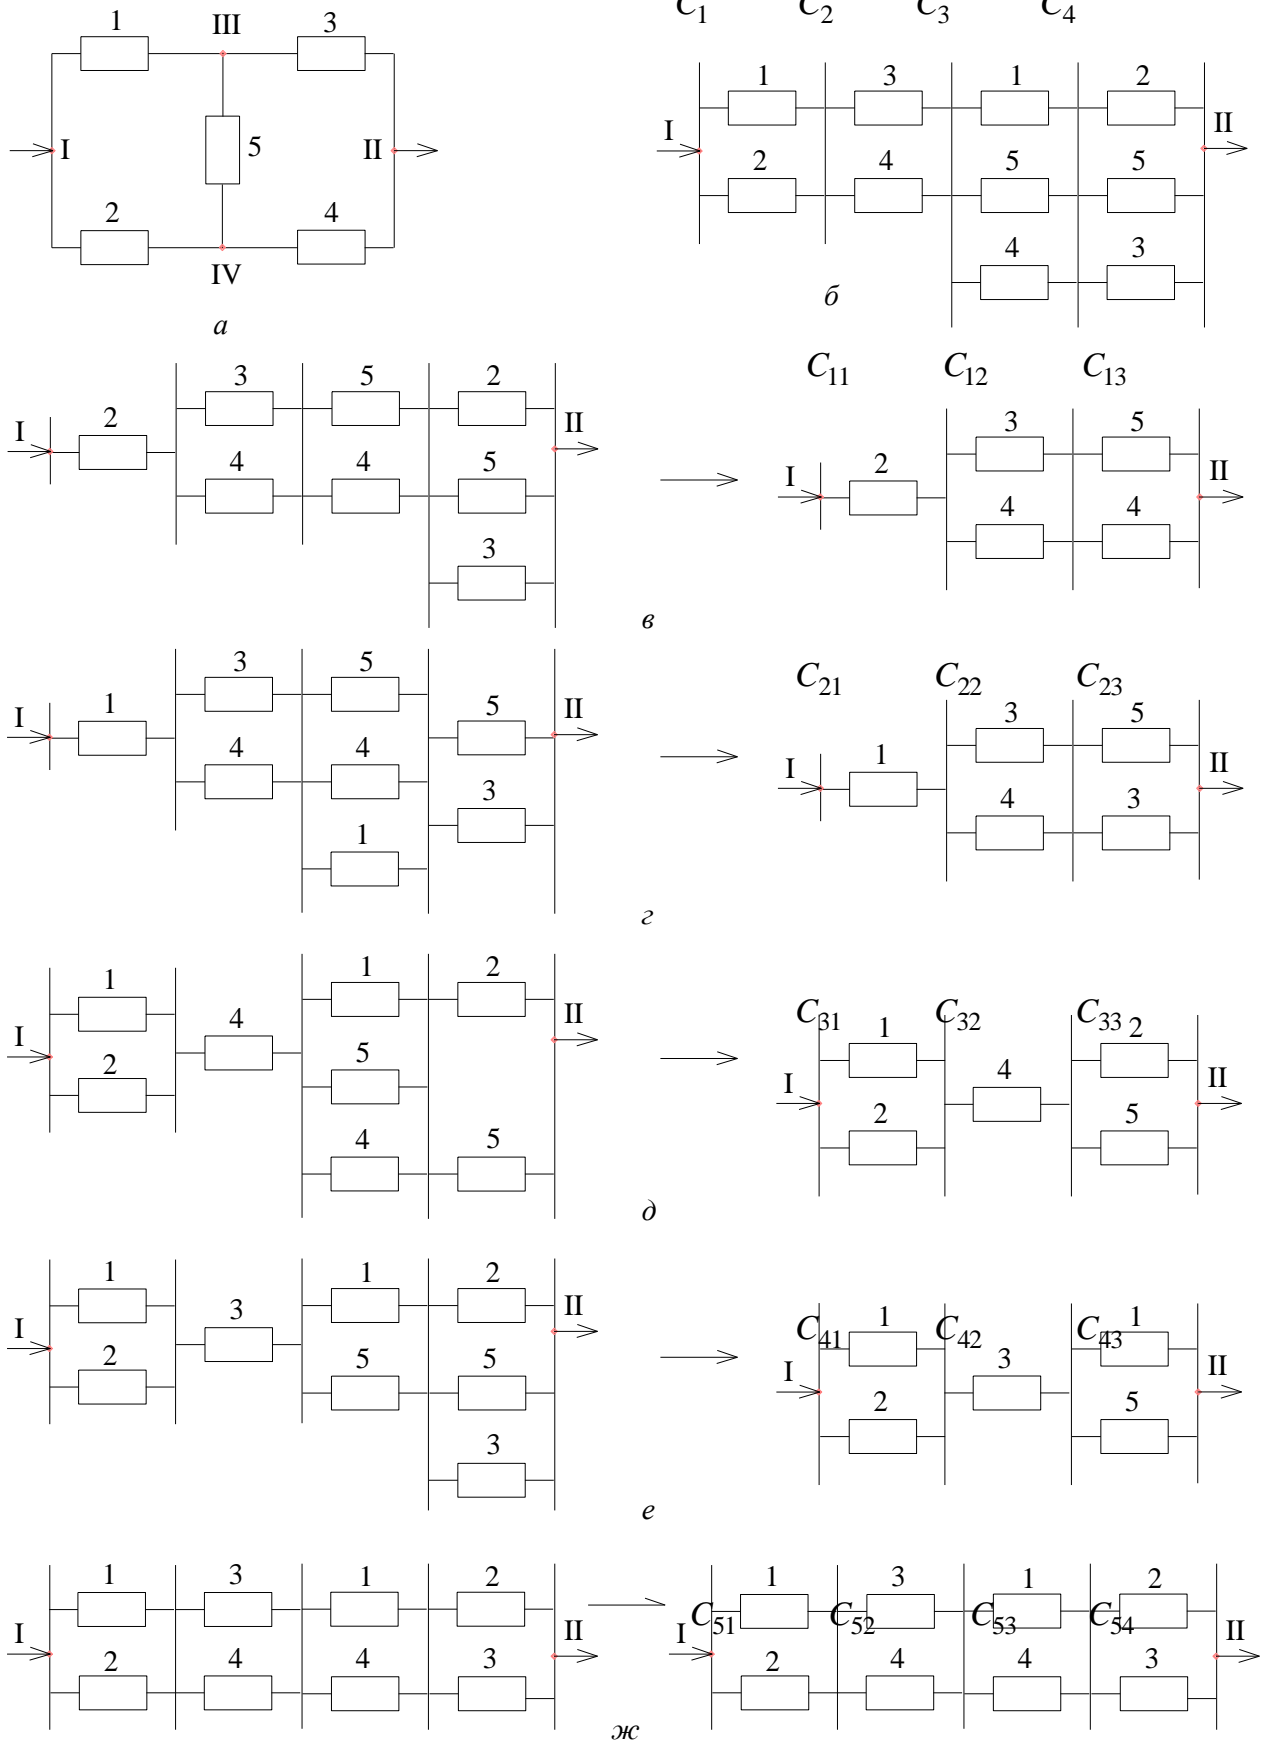 C1 C2 C3 C4
1 III 3
I 5 II
2 4
IV
а
1 3 1 2
I II
2 4 5 5
4 3
б
3 5 2
I 2 II
4 4 5
3
C11 C12 C13
3 5
I 2 II
4 4
в
3 5
I 1 5 II
4 4 3
1
C21 C22 C23
3 5
I 1 II
4 3
г
1 1 2
I 4 II
2 5
4 5
C31 C32 C33
1 2
I 4 II
2 5
д
1 1 2
I 3 II
2 5 5
3
C41 C42 C43
1 1
I 3 II
2 5
е
1 3 1 2
I II
2 4 4 3
1 3 1 2
C51 C52 C53 C54
I II
2 4 4 3
ж